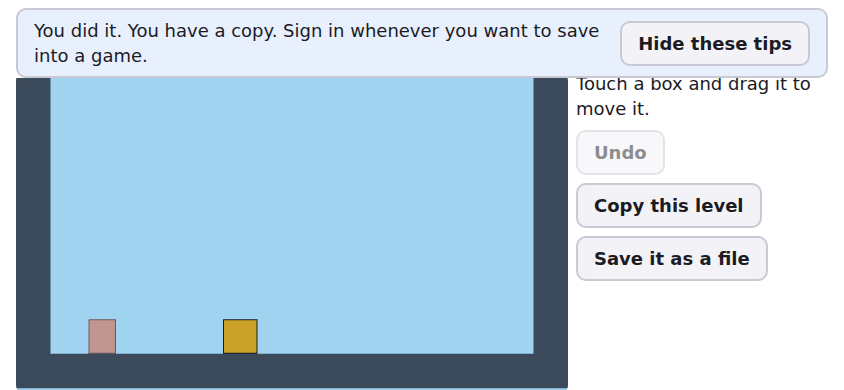 You did it. You have a copy. Sign in whenever you want to save
into a game.
Hide these tips
Touch a box and drag it to
move it.
Undo
Copy this level
Save it as a file